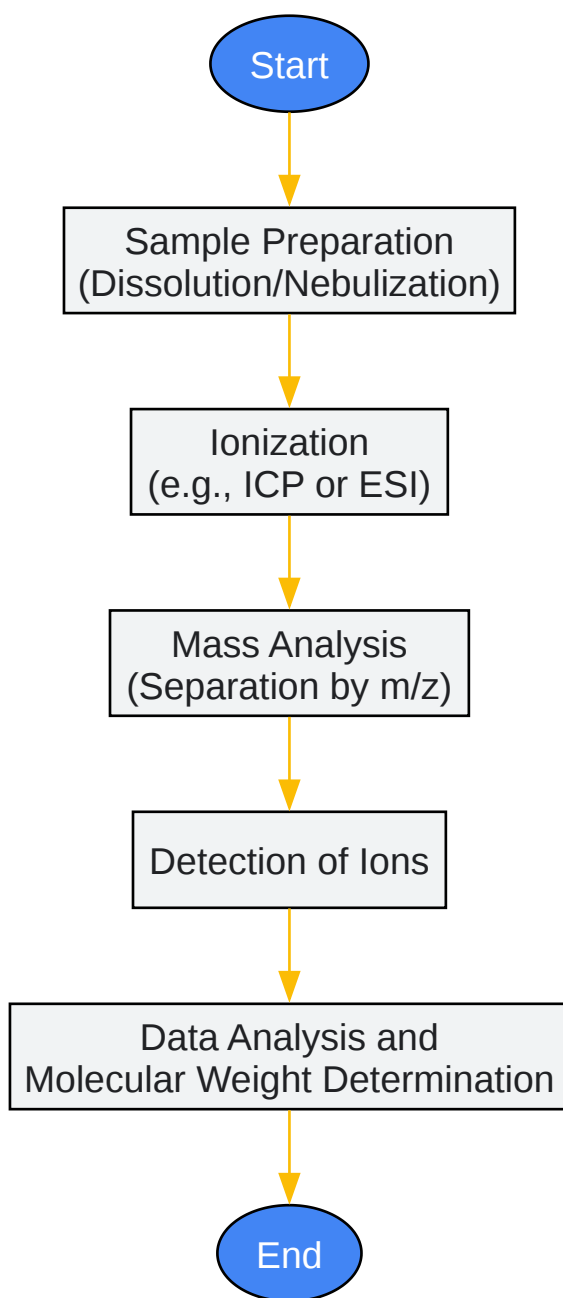 Start
Sample Preparation
(Dissolution/Nebulization)
Ionization
(e.g., ICP or ESI)
Mass Analysis
(Separation by m/z)
Detection of Ions
Data Analysis and
Molecular Weight Determination
End